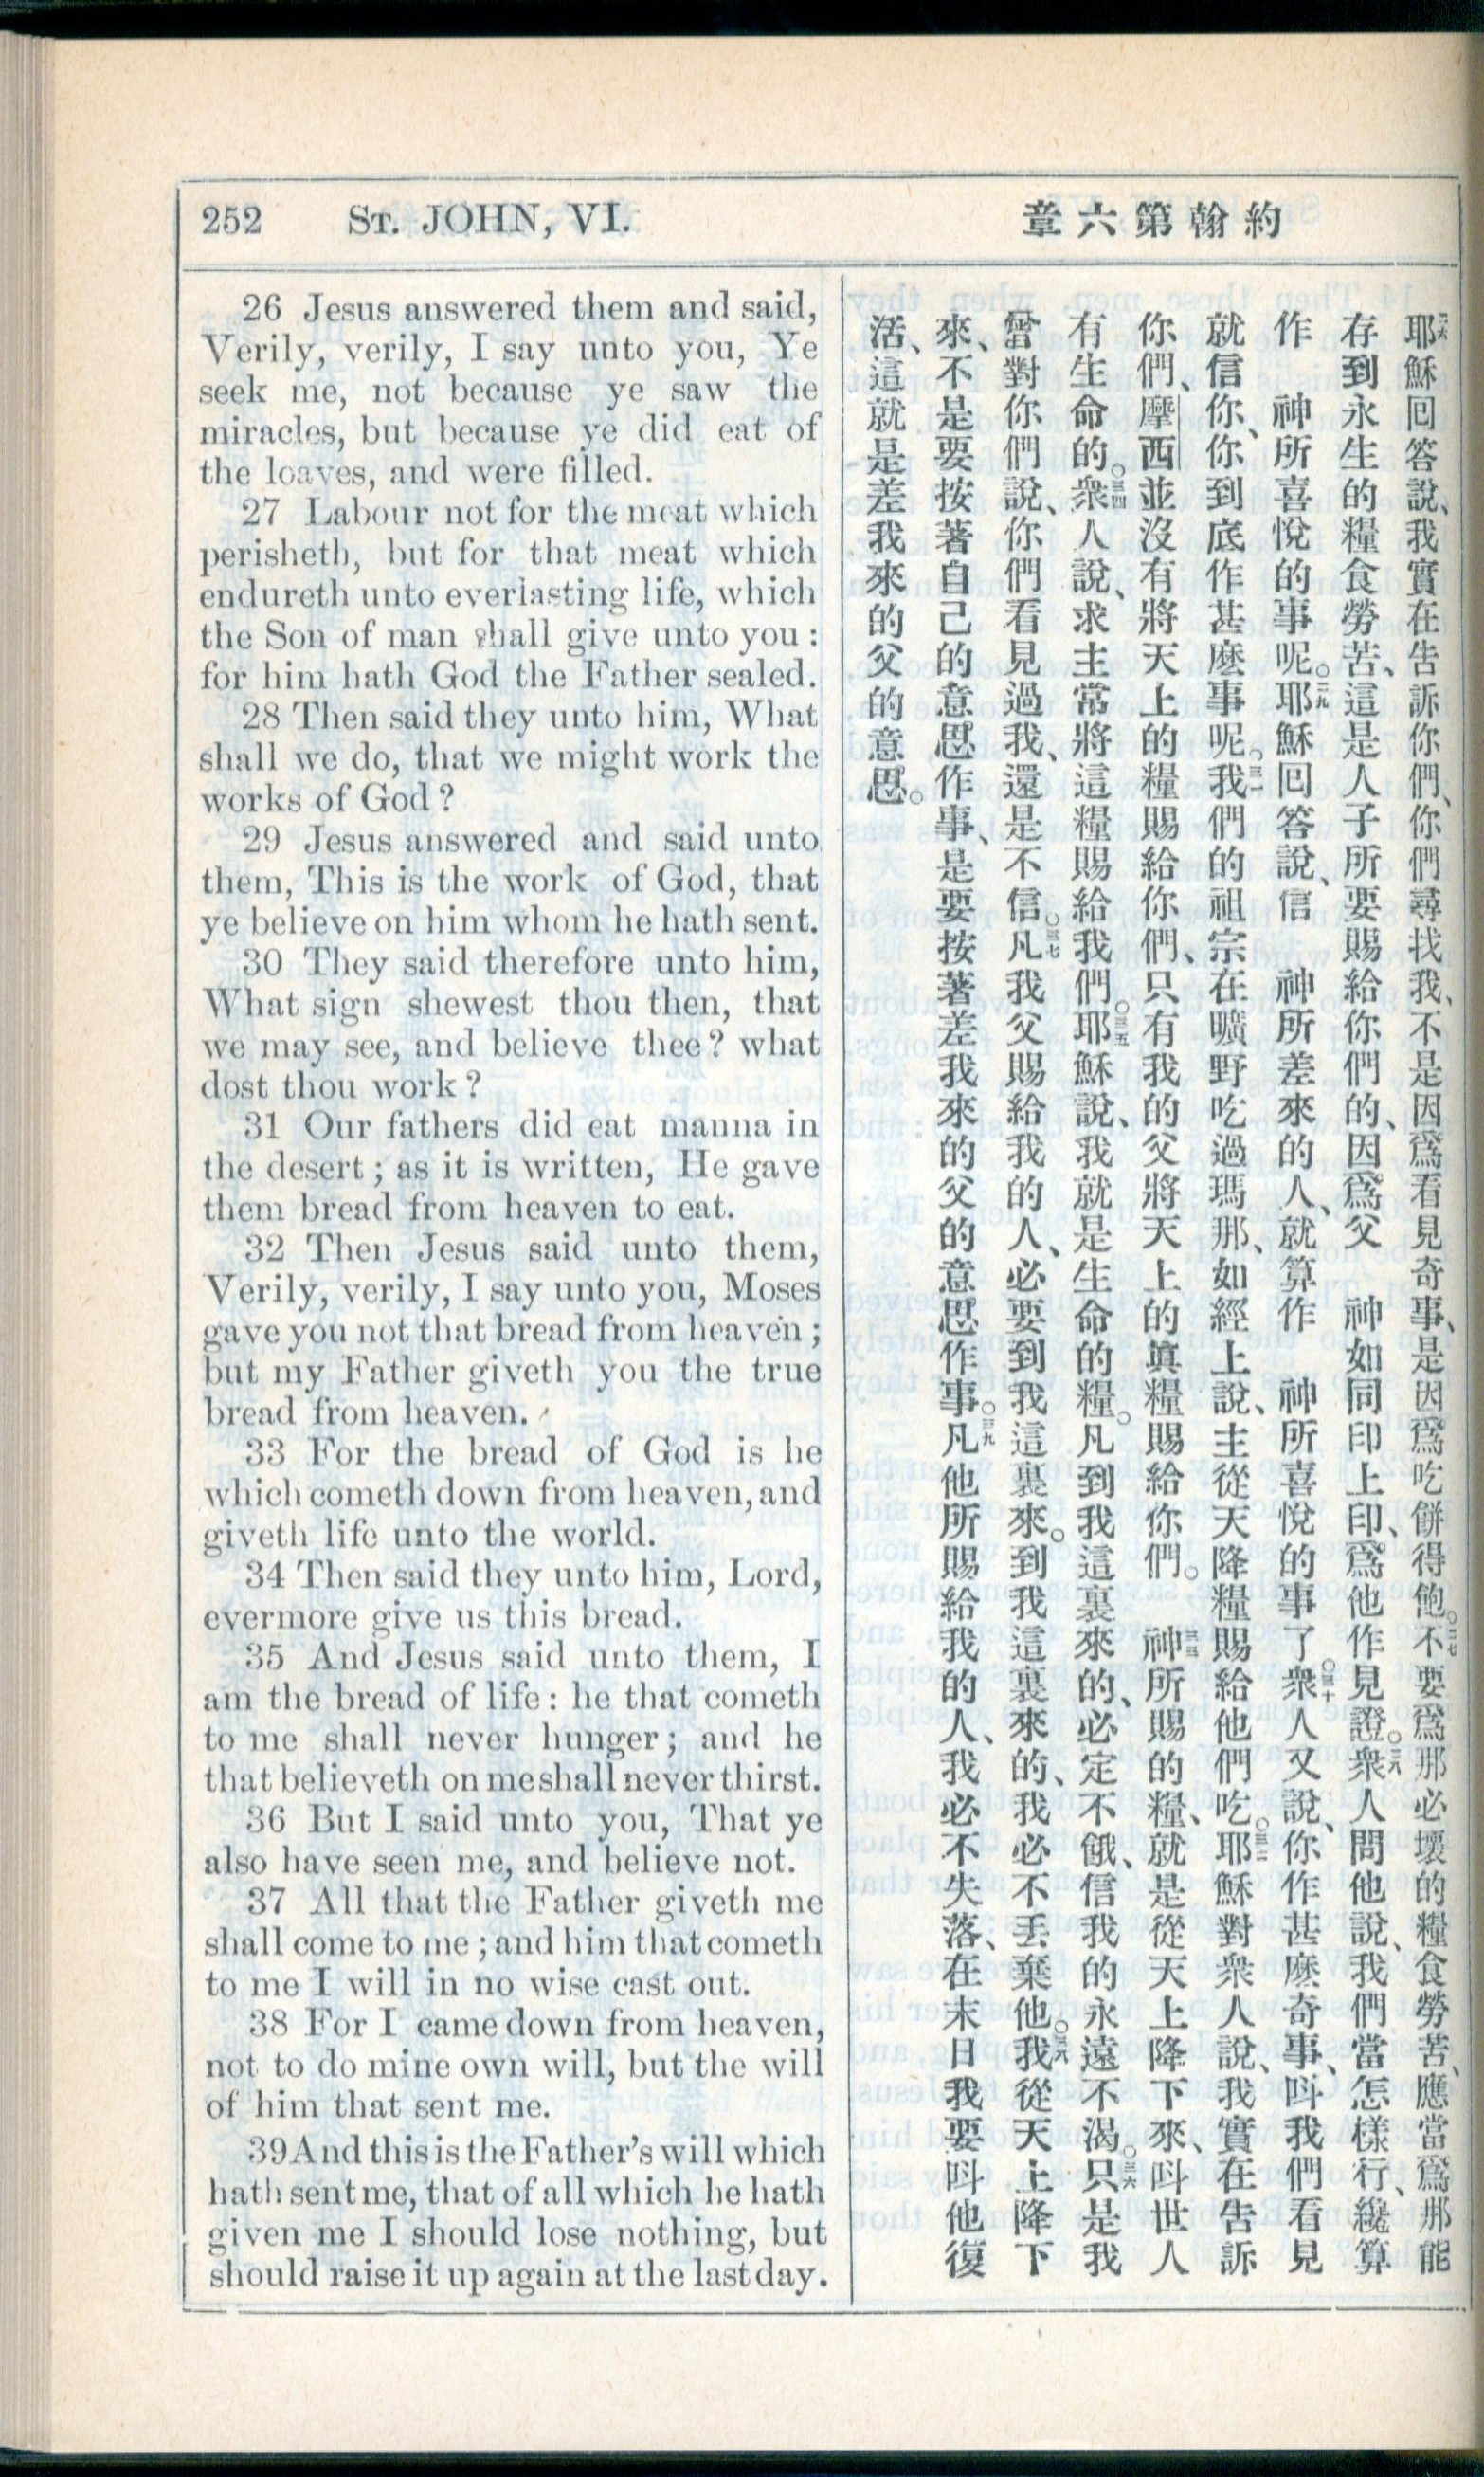 252 St. JOHN, VI.
約翰第六章
26 Jesus answered them and said,
Verily, verily, I say unto you, Ye
seek me, not because ye saw the
miracles, but because ye did eat of
the loaves, and were filled.
27 Labour not for the meat which
perisheth, but for that meat which
endureth unto everlasting life, which
the Son of man shall give unto you :
for him hath God the Father sealed.
28 Then said they unto him, What
shall we do, that we might work the
works of God ?
29 Jesus answered and said unto
them, This is the work of God, that
ye believe on him whom he hath sent.
30 They said therefore unto him,
What sign shewest thou then, that
we may see, and believe thee ? what
dost thou work ?
31 Our fathers did eat manna in
the desert ; as it is written, He gave
them bread from heaven to eat.
32 Then Jesus said unto them,
Verily, verily, I say unto you, Moses
gave you not that bread from heaven ;
but my Father giveth you the true
bread from heaven.
33 For the bread of God is he
which cometh down from heaven, and
giveth life unto the world.
34 Then said they unto him, Lord,
evermore give us this bread.
35 And Jesus said unto them, I
am the bread of life : he that cometh
to me shall never hunger ; and he
that believeth on me shall never thirst.
36 But I said unto you, That ye
also have seen me, and believe not.
37 All that the Father giveth me
shall come to me ; and him that cometh
to me I will in no wise cast out.
38 For I came down from heaven,
not to do mine own will, but the will
of him that sent me.
39 And this is the Father's will which
hath sent me, that of all which he hath
given me I should lose nothing, but
should raise it up again at the last day.
二六耶穌回答說、我實在告訴你們、你們尋找我、不是因爲看見奇事、是因爲吃餅得飽。二七不要爲那必壞的糧食勞苦、應當爲那能
存到永生的糧食勞苦、這是人子所要賜給你們的、因爲父 神如同印上印、爲他作見證。二八衆人問他說、我們當怎樣行、纔算
作 神所喜悅的事呢。二九耶穌回答說、信 神所差來的人、就算作 神所喜悅的事了。三十衆人又說、你作甚麽奇事、呌我們看見
就信你、你到底作甚麽事呢。三一我們的祖宗在曠野吃過瑪那、如經上說、主從天降糧賜給他們吃。三二耶穌對衆人說、我實在告訴
你們、摩西並沒有將天上的糧賜給你們、只有我的父將天上的眞糧賜給你們。三三 神所賜的糧、就是從天上降下來、呌世人
有生命的。三四衆人說、求主常將這糧賜給我們。三五耶穌說、我就是生命的糧。凡到我這裏來的、必定不餓、信我的永遠不渴。三六只是我
曾對你們說、你們看見過我、還是不信。三七凡我父賜給我的人、必要到我這裏來。到我這裏來的、我必不丟棄他。三八我從天上降下
來、不是要按著自己的意思作事、是要按著差我來的父的意思作事。三九凡他所賜給我的人、我必不失落、在末日我要呌他復
活、這就是差我來的父的意思。